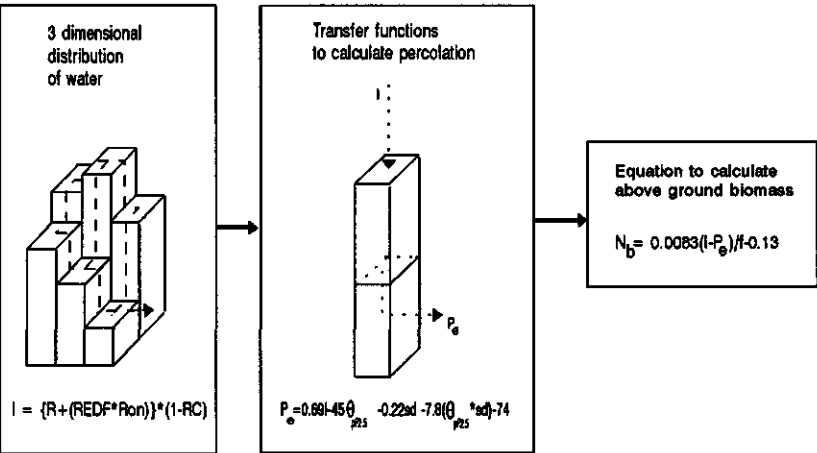 3 dimensional
distribution
of water
I = {R+(REDF*Ron)}*(1-RC)
Transfer functions
to calculate percolation
I
Pe
Pe=0.69I-45θpf2.5 -0.22sd -7.8(θpf2.5*sd)-74
Equation to calculate
above ground biomass
Nb= 0.0083(I-Pe)/f-0.13